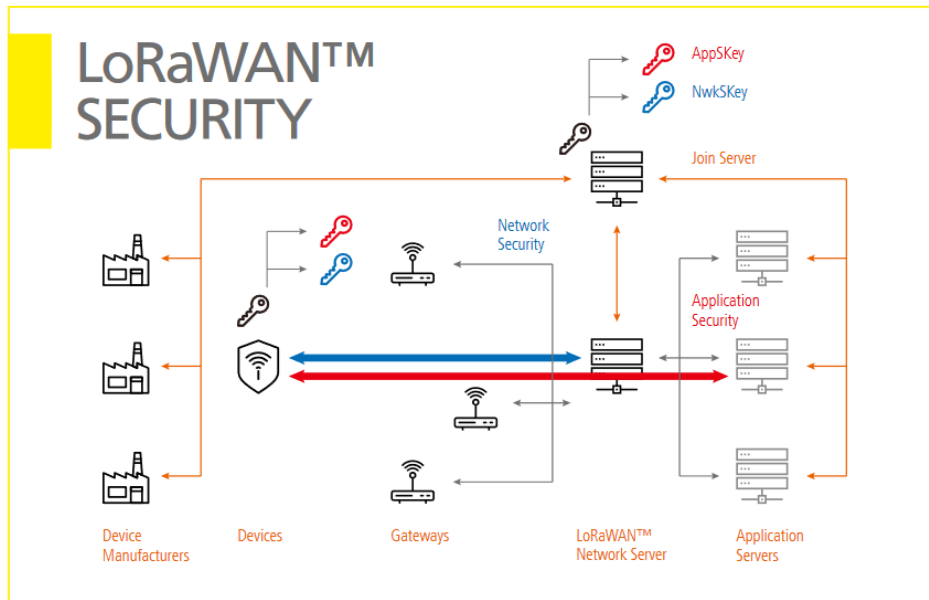 LoRaWAN™
SECURITY
AppSKey
NwkSKey
Join Server
Network
Security
Application
Security
Device
Manufacturers
Devices
Gateways
LoRaWAN™
Network Server
Application
Servers